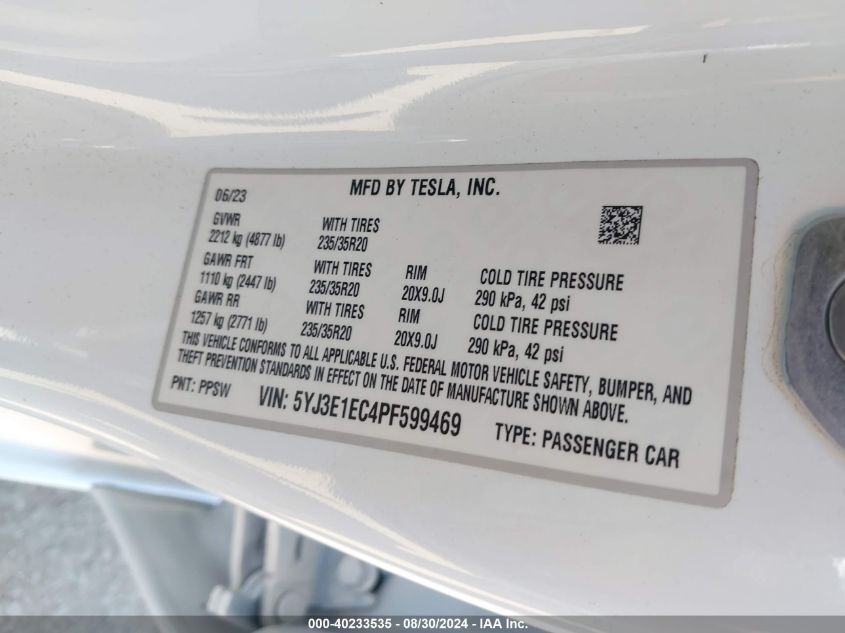 MFD BY TESLA, INC.
06/23
GVWR
2212 kg (4877 lb)
WITH TIRES
235/35R20
GAWR FRT
1110 kg (2447 lb)
WITH TIRES
235/35R20
RIM
20X9.0J
COLD TIRE PRESSURE
290 kPa, 42 psi
GAWR RR
1257 kg (2771 lb)
WITH TIRES
235/35R20
RIM
20X9.0J
COLD TIRE PRESSURE
290 kPa, 42 psi
THIS VEHICLE CONFORMS TO ALL APPLICABLE U.S. FEDERAL MOTOR VEHICLE SAFETY, BUMPER, AND
THEFT PREVENTION STANDARDS IN EFFECT ON THE DATE OF MANUFACTURE SHOWN ABOVE.
PNT: PPSW
VIN: 5YJ3E1EC4PF599469
TYPE: PASSENGER CAR
000-40233535 - 08/30/2024 - IAA Inc.